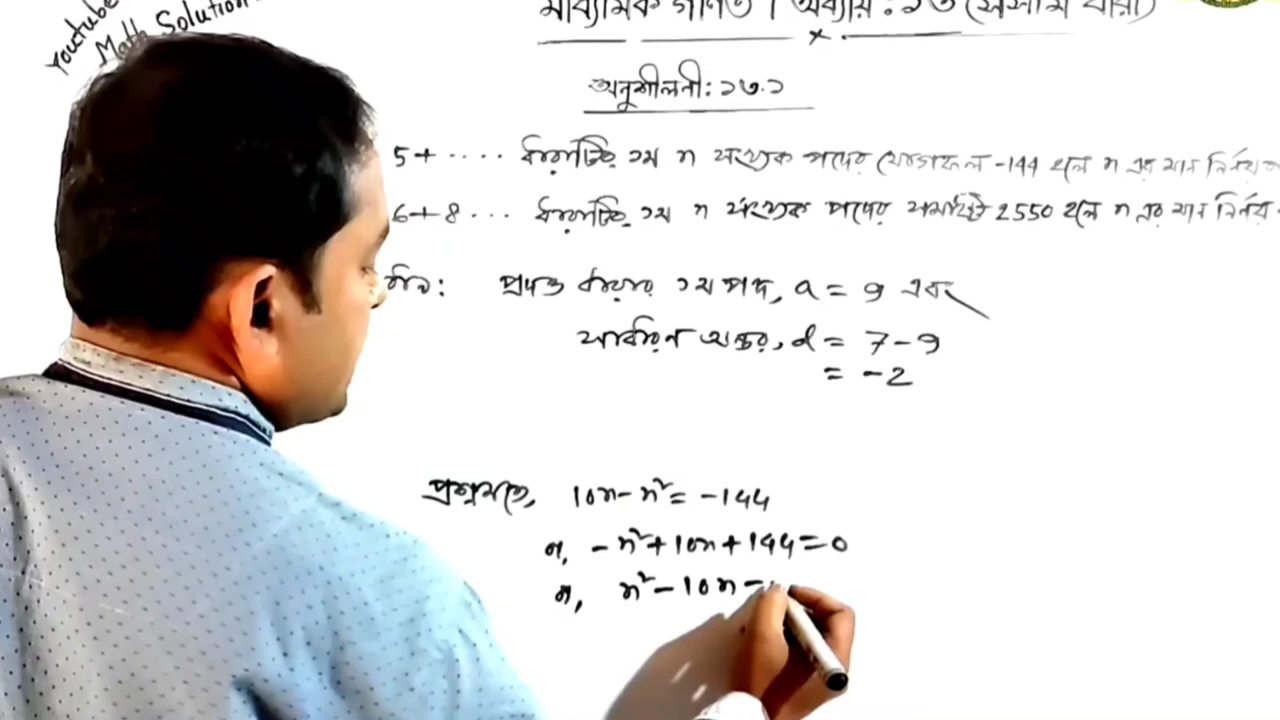 Youtube
Math Solution
মাধ্যমিক গণিত । অধ্যায় : ১৩ (সসীম ধারা)
অনুশীলনী: ১৩.১
5+ .... ধারাটির ১ম n সংখ্যক পদের যোগফল -144 হলে n এর মান নির্ণয়
6+8 ... ধারাটির ১ম n সংখ্যক পদের সমষ্টি 2550 হলে n এর মান নির্ণয়
প্রদত্ত ধারার ১ম পদ, a = 9 এবং
সাধারণ অন্তর, d = 7-9
= -2
প্রশ্নমতে, 10n - n² = -144
বা, -n² + 10n + 144 = 0
বা, n² - 10n -